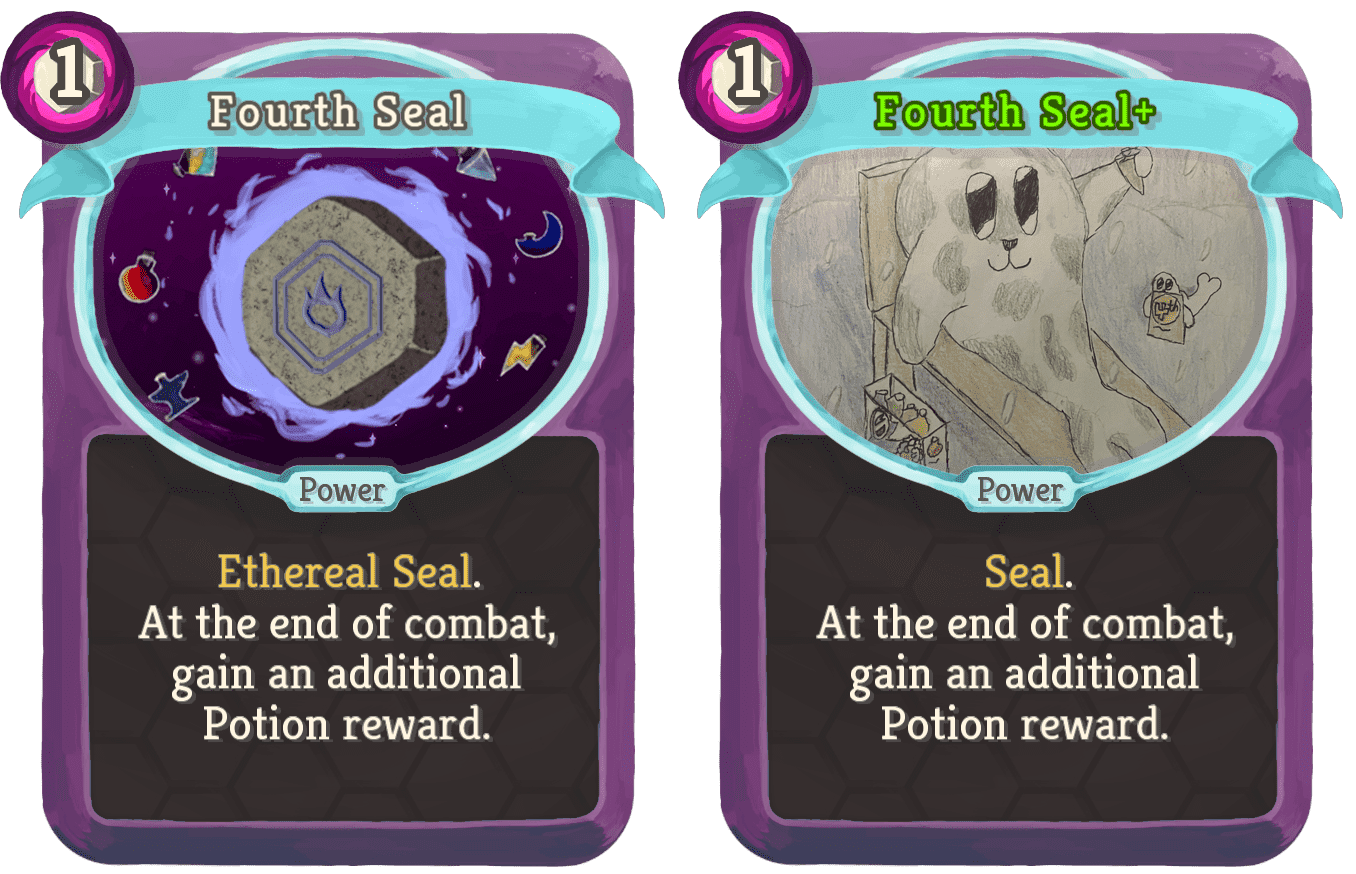 1
Fourth Seal
Power
Ethereal Seal.
At the end of combat,
gain an additional
Potion reward.
1
Fourth Seal+
Power
Seal.
At the end of combat,
gain an additional
Potion reward.